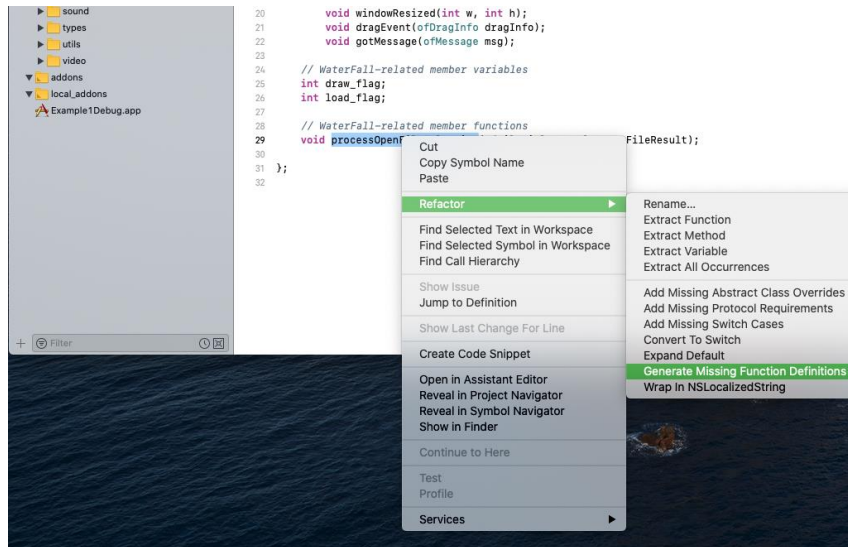 sound
types
utils
video
addons
local_addons
Example1Debug.app
Filter
20 void windowResized(int w, int h);
21 void dragEvent(ofDragInfo dragInfo);
22 void gotMessage(ofMessage msg);
23
24 // WaterFall-related member variables
25 int draw_flag;
26 int load_flag;
27
28 // WaterFall-related member functions
29 void processOpenF FileResult);
30
31 };
32
Cut
Copy Symbol Name
Paste
Refactor
Find Selected Text in Workspace
Find Selected Symbol in Workspace
Find Call Hierarchy
Show Issue
Jump to Definition
Show Last Change For Line
Create Code Snippet
Open in Assistant Editor
Reveal in Project Navigator
Reveal in Symbol Navigator
Show in Finder
Continue to Here
Test
Profile
Services
Rename...
Extract Function
Extract Method
Extract Variable
Extract All Occurrences
Add Missing Abstract Class Overrides
Add Missing Protocol Requirements
Add Missing Switch Cases
Convert To Switch
Expand Default
Generate Missing Function Definitions
Wrap In NSLocalizedString